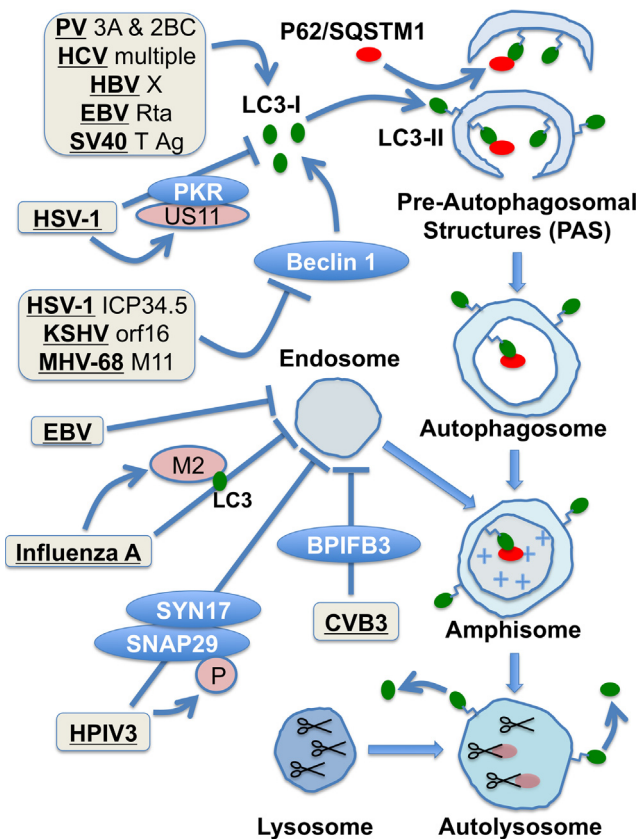 PV 3A & 2BC
HCV multiple
HBV X
EBV Rta
SV40 T Ag
P62/SQSTM1
LC3-I
LC3-II
PKR
US11
HSV-1
Pre-Autophagosomal
Structures (PAS)
Beclin 1
HSV-1 ICP34.5
KSHV orf16
MHV-68 M11
Endosome
EBV
Autophagosome
M2
LC3
Influenza A
BPIFB3
SYN17
SNAP29
CVB3
Amphisome
P
HPIV3
Lysosome
Autolysosome